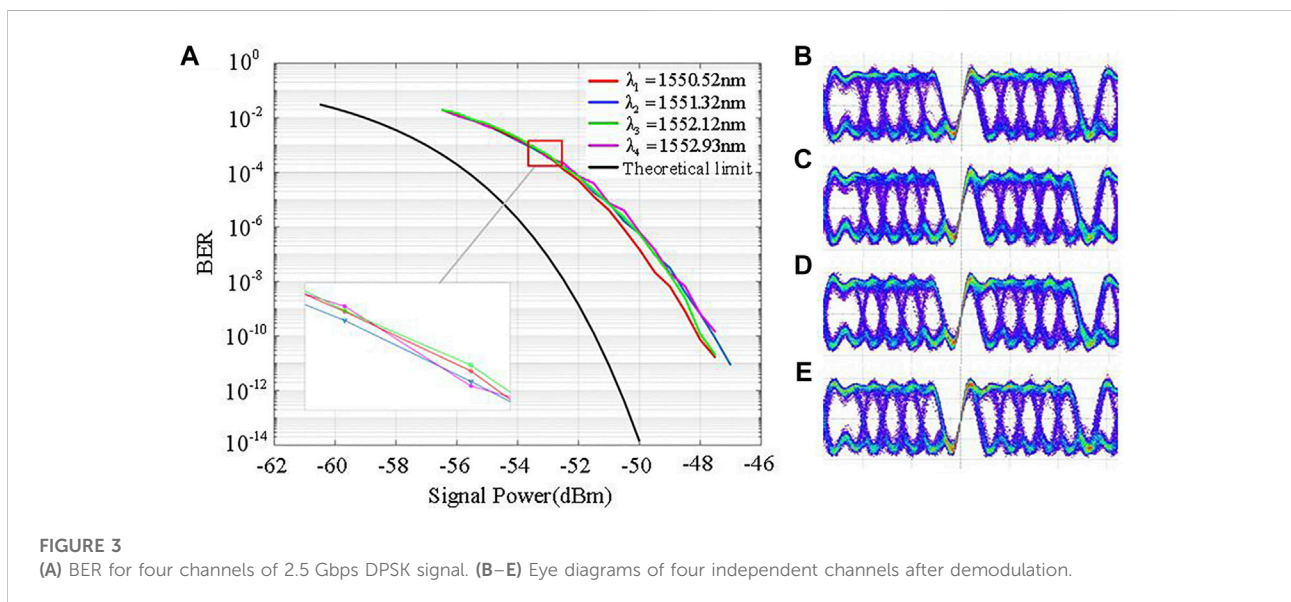 A
10^0
10^-2
10^-4
10^-6
10^-8
10^-10
10^-12
10^-14
BER
λ1 =1550.52nm
λ2 =1551.32nm
λ3 =1552.12nm
λ4 =1552.93nm
Theoretical limit
-62 -60 -58 -56 -54 -52 -50 -48 -46
Signal Power(dBm)
B
C
D
E
FIGURE 3
(A) BER for four channels of 2.5 Gbps DPSK signal. (B–E) Eye diagrams of four independent channels after demodulation.